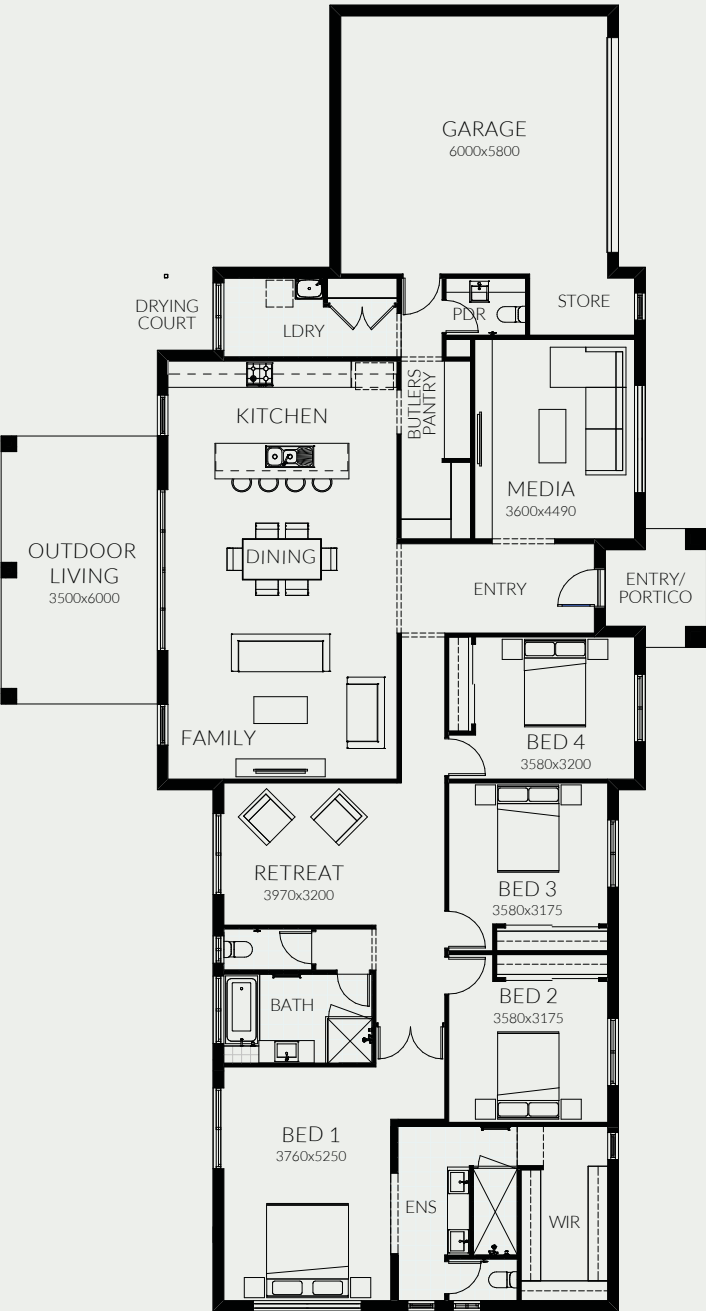 GARAGE
6000x5800
DRYING
COURT
LDRY
PDR
STORE
KITCHEN
BUTLERS
PANTRY
MEDIA
3600x4490
OUTDOOR
LIVING
3500x6000
DINING
ENTRY
ENTRY/
PORTICO
FAMILY
BED 4
3580x3200
RETREAT
3970x3200
BED 3
3580x3175
BATH
BED 2
3580x3175
BED 1
3760x5250
ENS
WIR